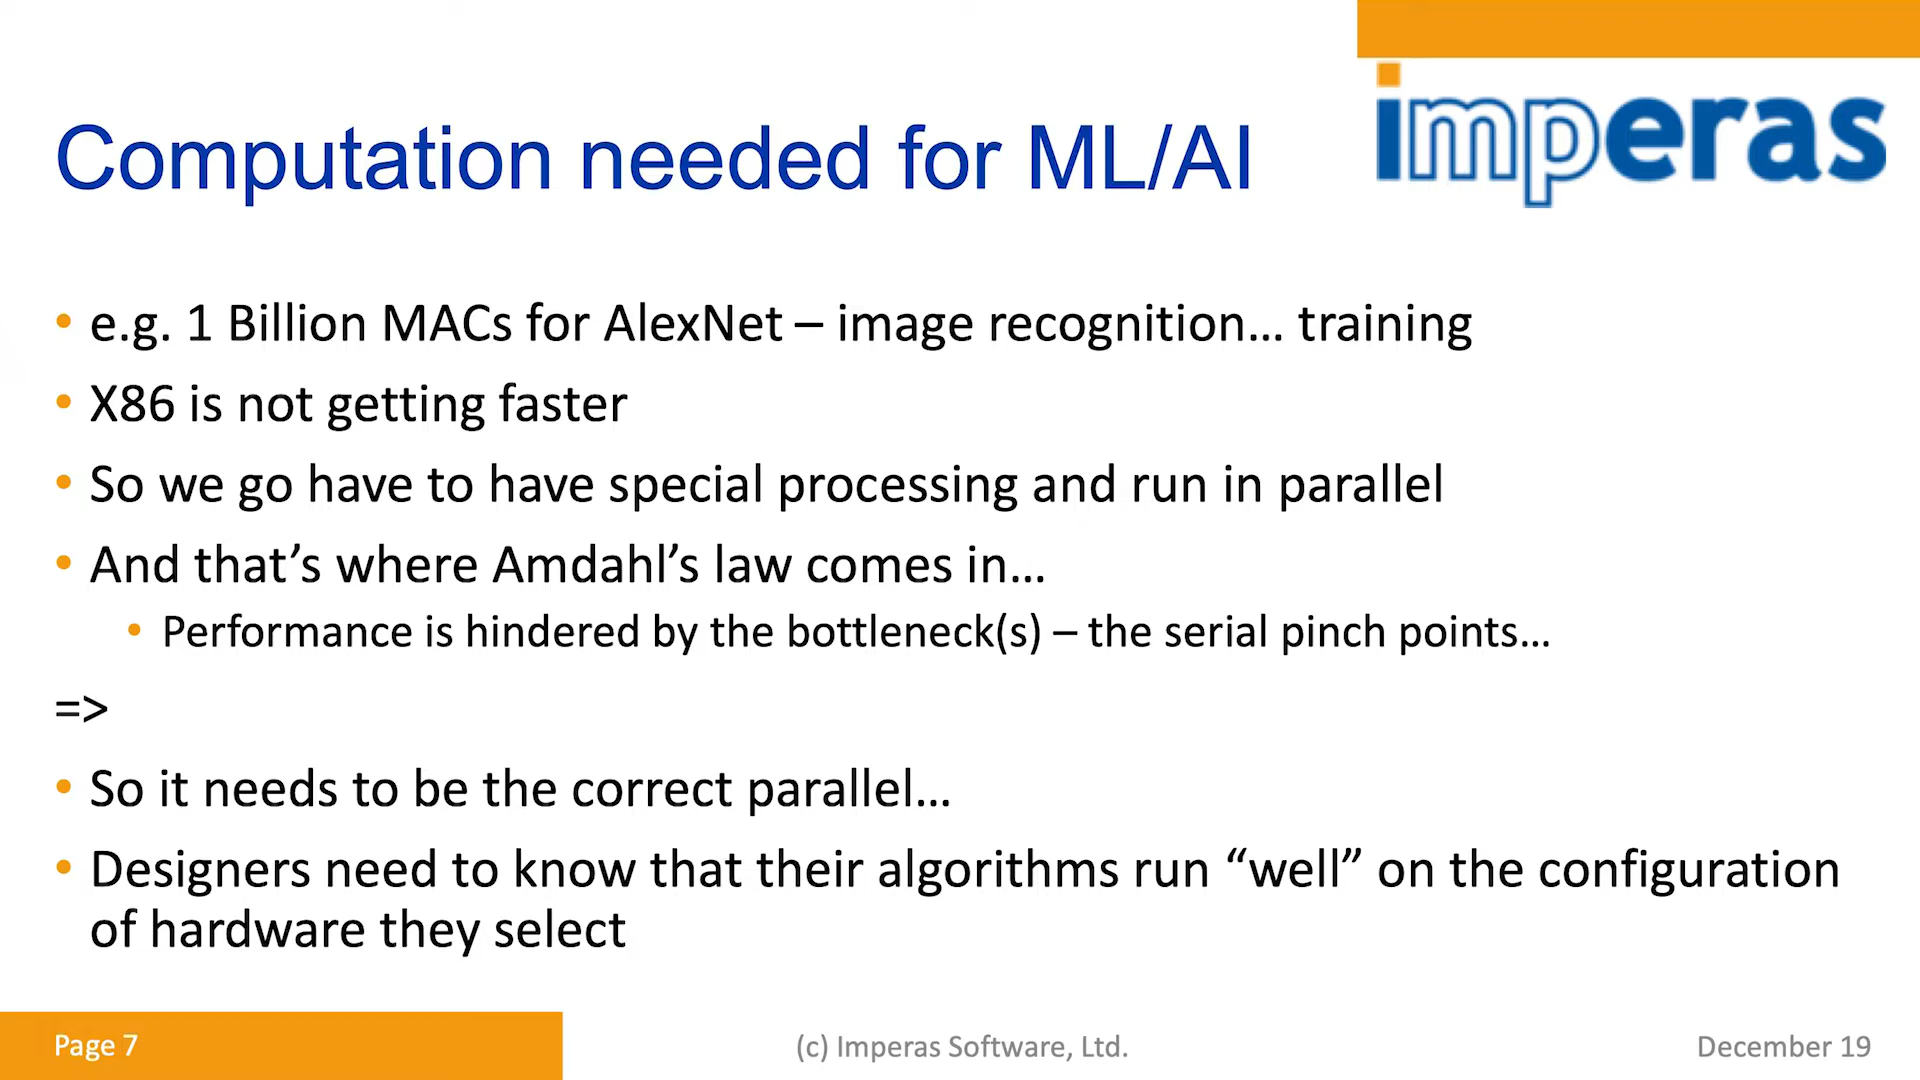 imperas
Computation needed for ML/AI
• e.g. 1 Billion MACs for AlexNet – image recognition... training
• X86 is not getting faster
• So we go have to have special processing and run in parallel
• And that’s where Amdahl’s law comes in...
• Performance is hindered by the bottleneck(s) – the serial pinch points...
=>
• So it needs to be the correct parallel...
• Designers need to know that their algorithms run “well” on the configuration
of hardware they select
Page 7
(c) Imperas Software, Ltd.
December 19